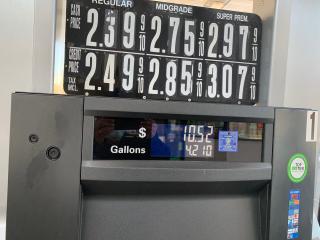 REGULAR MIDGRADE SUPER PREM.
CASH PRICE 2.39 9/10 2.75 9/10 2.97 9/10
CREDIT PRICE TAX INCL. 2.49 9/10 2.85 9/10 3.07 9/10
1
$ 10.52
Gallons 4.210